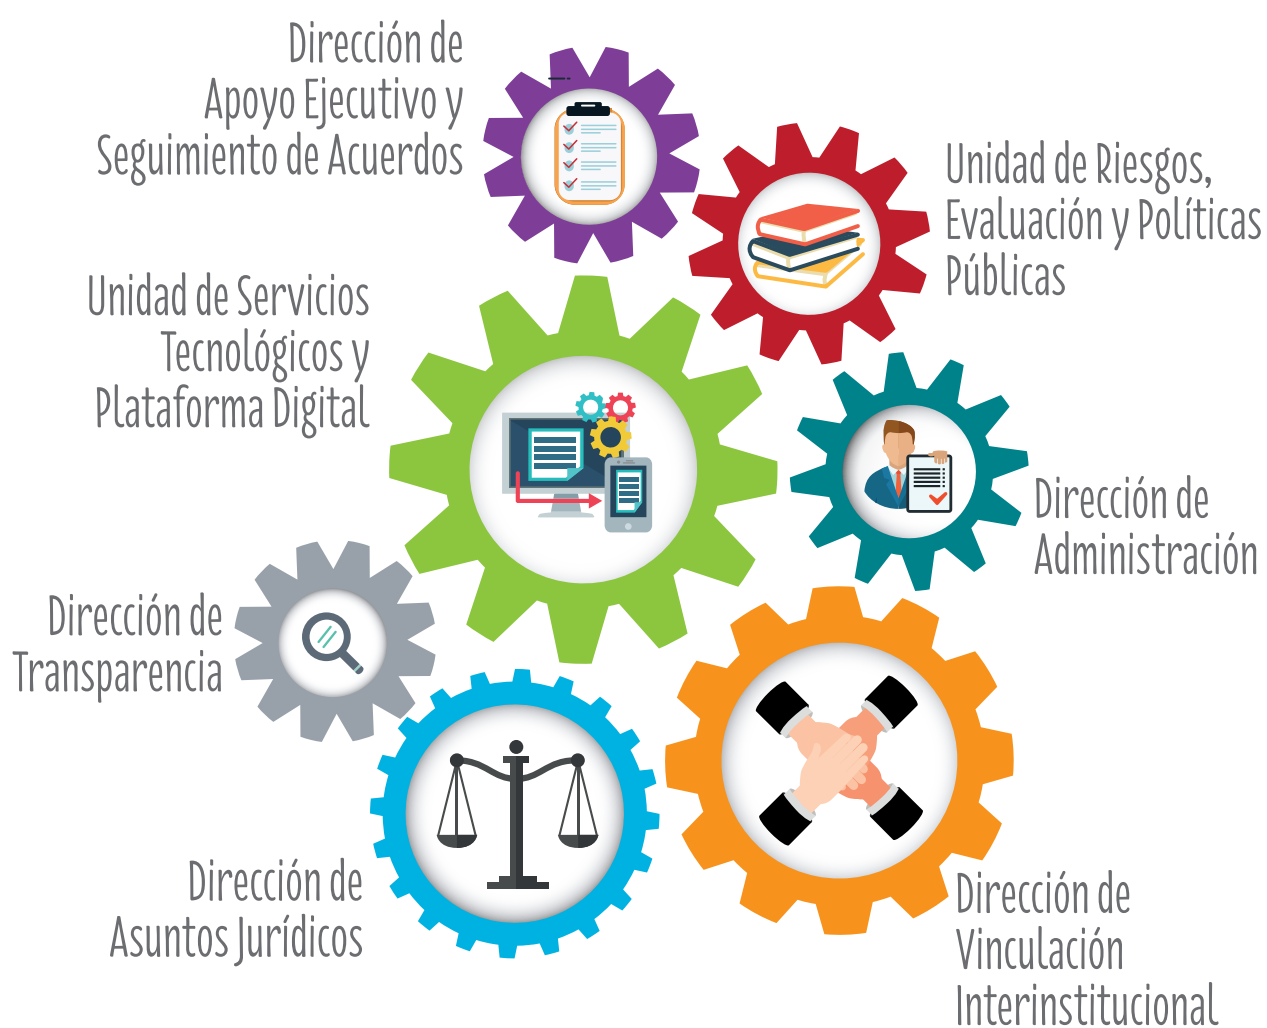 Dirección de
Apoyo Ejecutivo y
Seguimiento de Acuerdos
Unidad de Riesgos,
Evaluación y Políticas
Públicas
Unidad de Servicios
Tecnológicos y
Plataforma Digital
Dirección de
Administración
Dirección de
Transparencia
Dirección de
Asuntos Jurídicos
Dirección de
Vinculación
Interinstitucional